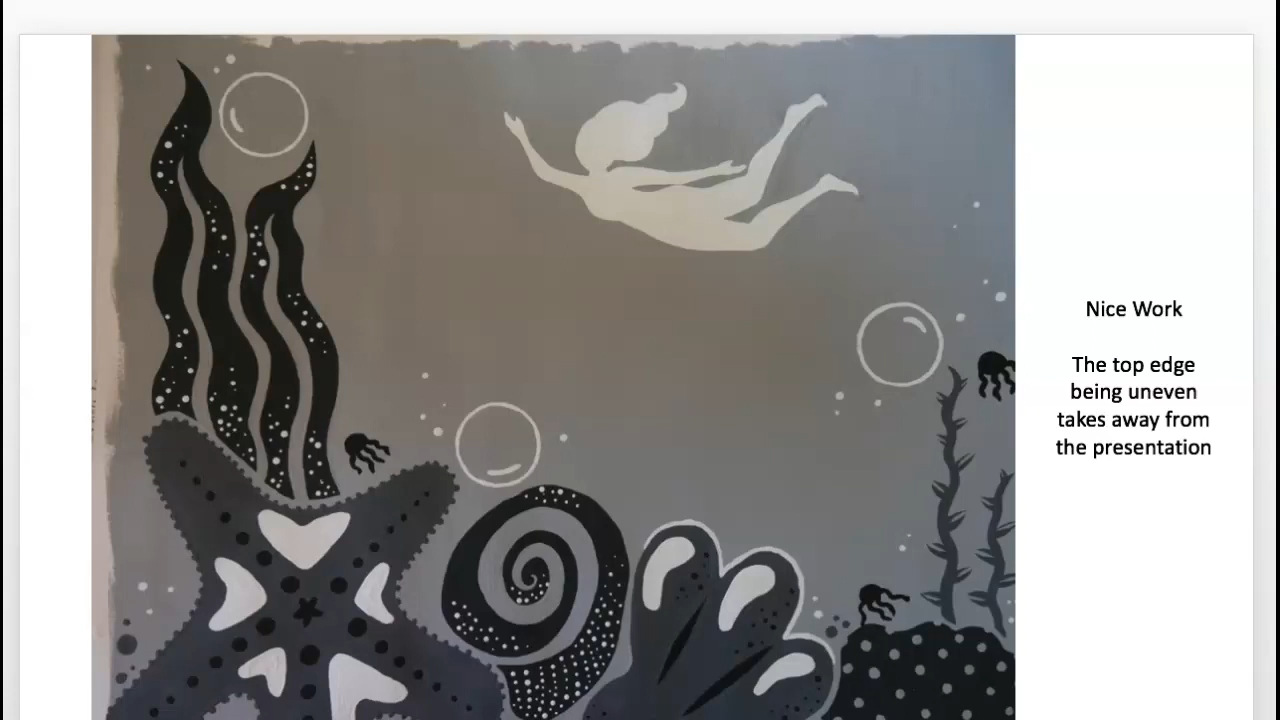 Nice Work
The top edge
being uneven
takes away from
the presentation